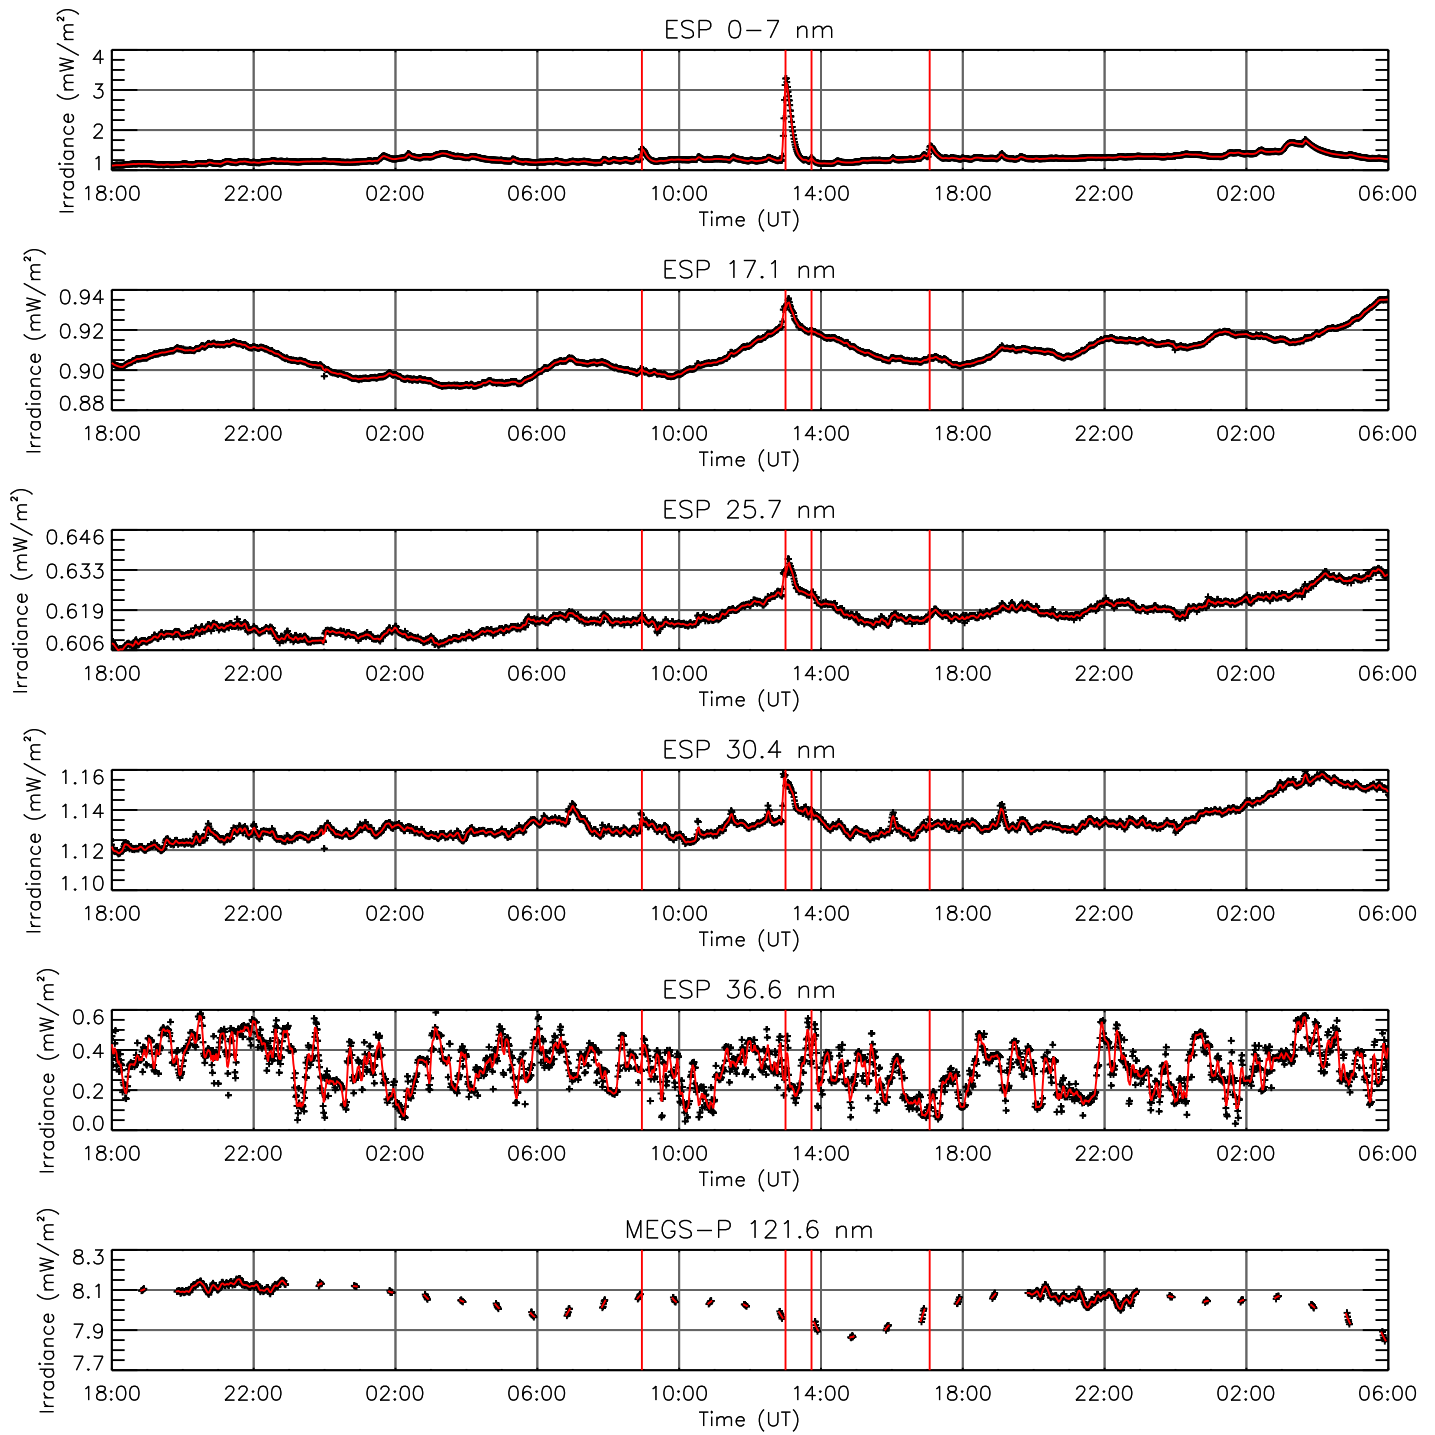 ESP 0-7 nm
Irradiance (mW/m²)
4
3
2
1
18:00 22:00 02:00 06:00 10:00 14:00 18:00 22:00 02:00 06:00
Time (UT)
ESP 17.1 nm
Irradiance (mW/m²)
0.94
0.92
0.90
0.88
18:00 22:00 02:00 06:00 10:00 14:00 18:00 22:00 02:00 06:00
Time (UT)
ESP 25.7 nm
Irradiance (mW/m²)
0.646
0.633
0.619
0.606
18:00 22:00 02:00 06:00 10:00 14:00 18:00 22:00 02:00 06:00
Time (UT)
ESP 30.4 nm
Irradiance (mW/m²)
1.16
1.14
1.12
1.10
18:00 22:00 02:00 06:00 10:00 14:00 18:00 22:00 02:00 06:00
Time (UT)
ESP 36.6 nm
Irradiance (mW/m²)
0.6
0.4
0.2
0.0
18:00 22:00 02:00 06:00 10:00 14:00 18:00 22:00 02:00 06:00
Time (UT)
MEGS-P 121.6 nm
Irradiance (mW/m²)
8.3
8.1
7.9
7.7
18:00 22:00 02:00 06:00 10:00 14:00 18:00 22:00 02:00 06:00
Time (UT)